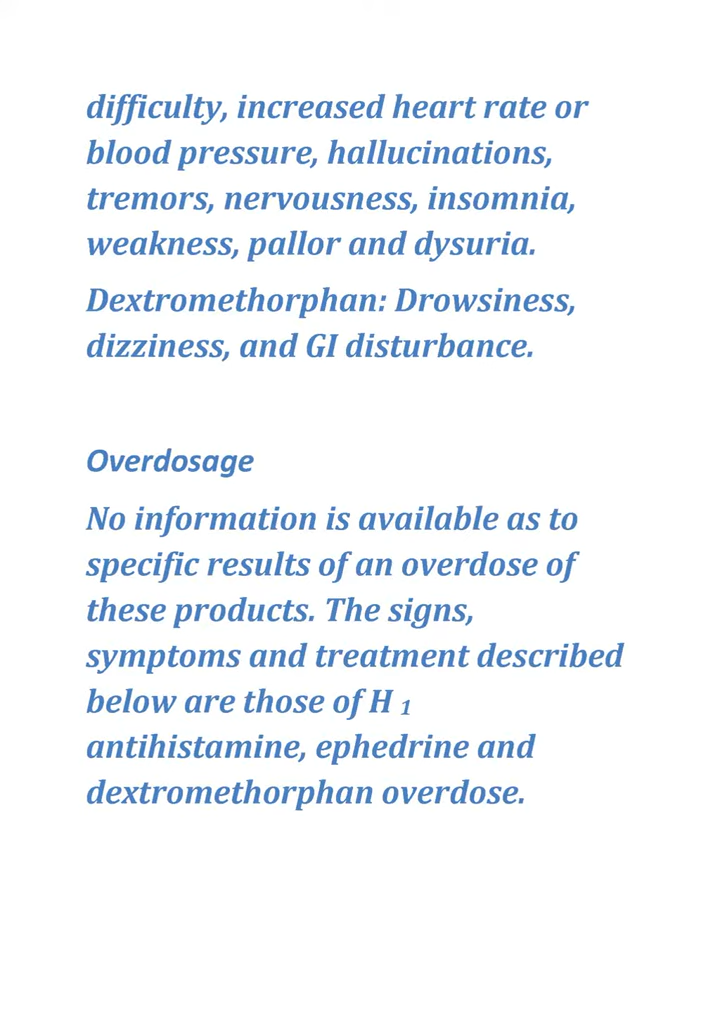 difficulty, increased heart rate or
blood pressure, hallucinations,
tremors, nervousness, insomnia,
weakness, pallor and dysuria.
Dextromethorphan: Drowsiness,
dizziness, and GI disturbance.
Overdosage
No information is available as to
specific results of an overdose of
these products. The signs,
symptoms and treatment described
below are those of H 1
antihistamine, ephedrine and
dextromethorphan overdose.